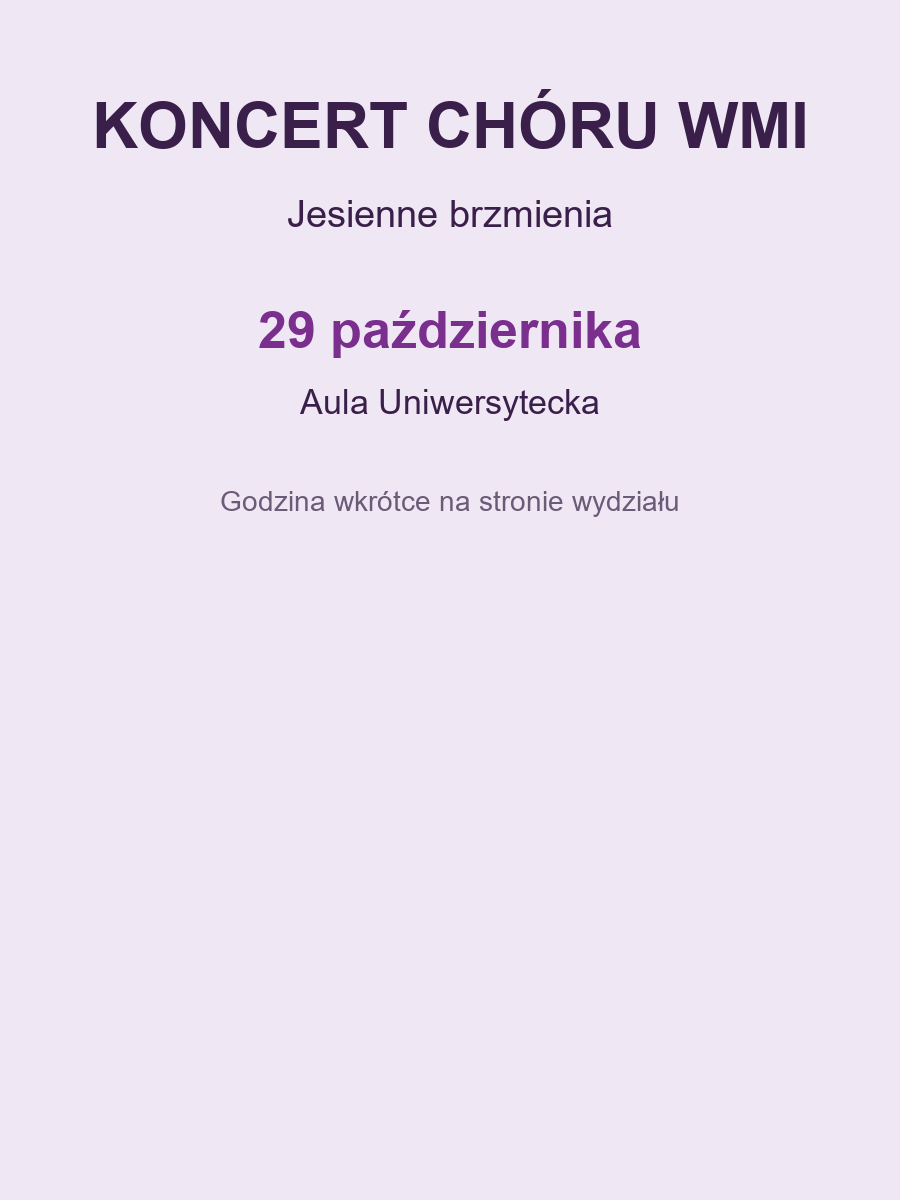 KONCERT CHÓRU WMI
Jesienne brzmienia
29 października
Aula Uniwersytecka
Godzina wkrótce na stronie wydziału